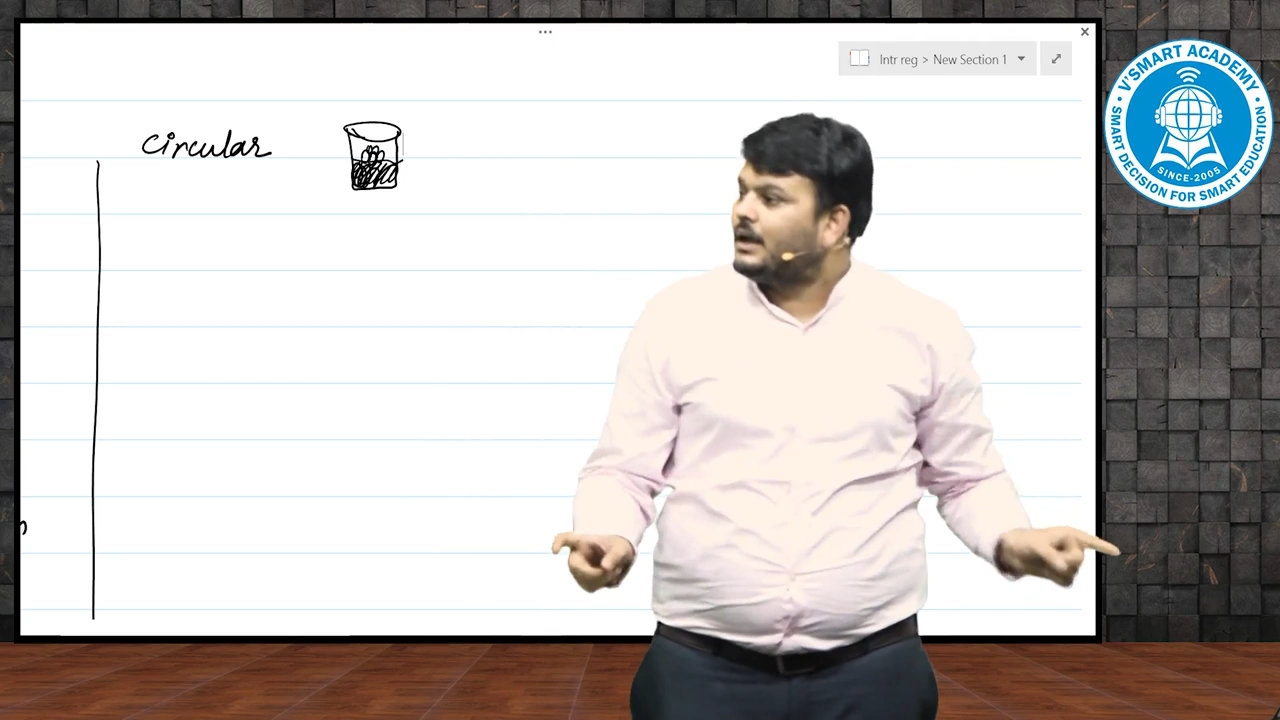 Intr reg > New Section 1
circular
V'SMART ACADEMY
SINCE-2005
SMART DECISION FOR SMART EDUCATION